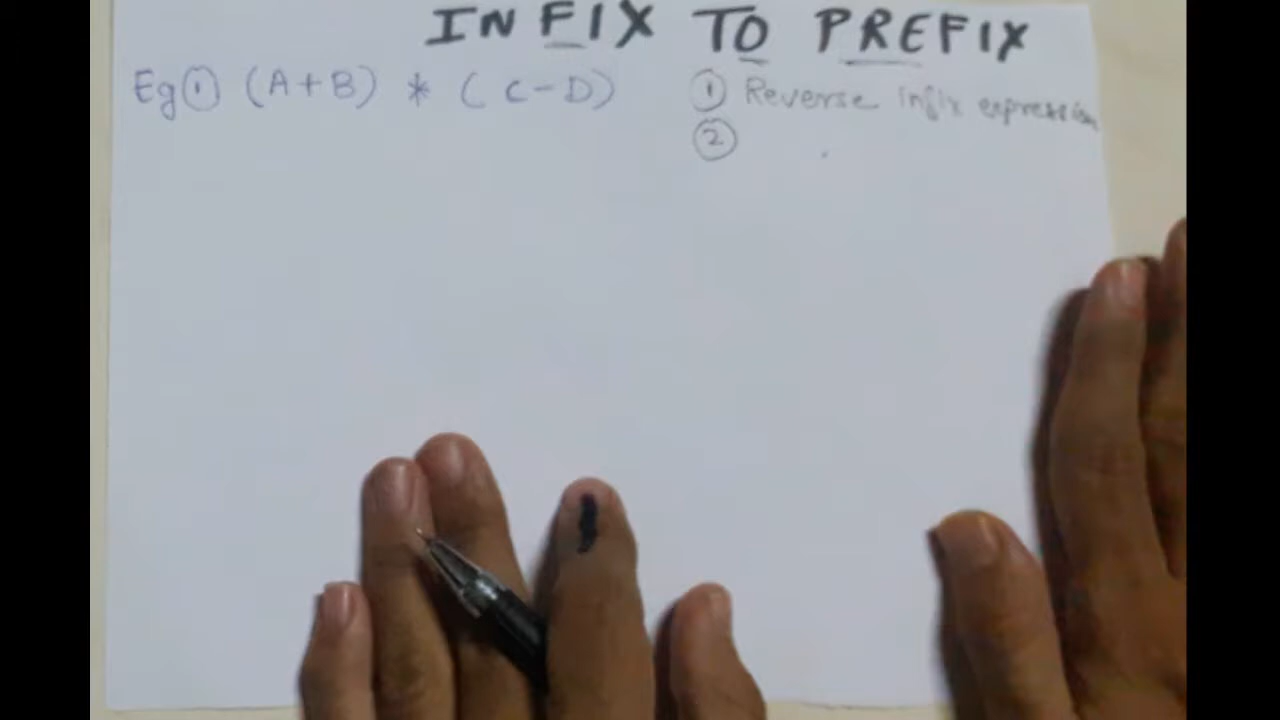 INFIX TO PREFIX
Eg① (A+B) * (C-D)
① Reverse infix expression
②